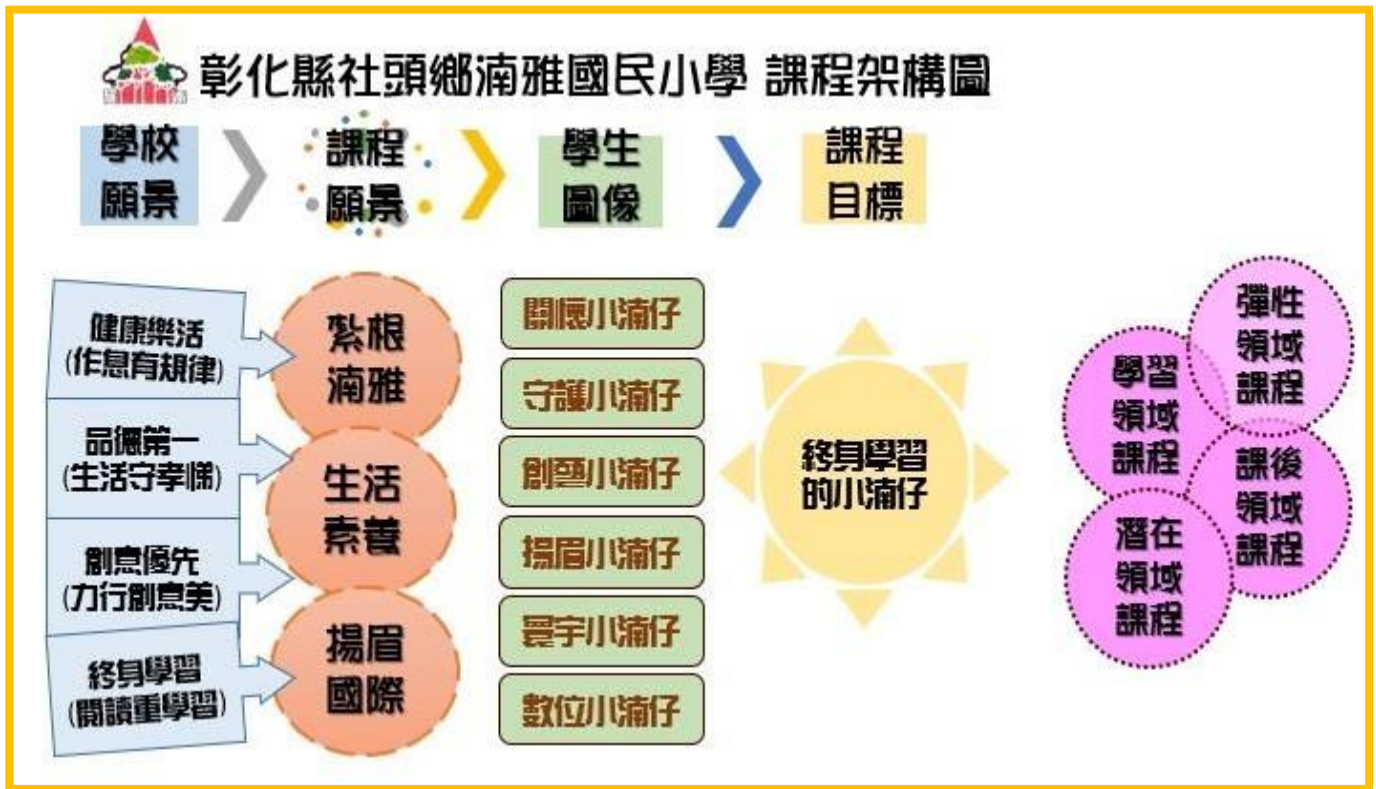 彰化縣社頭鄉湳雅國民小學 課程架構圖
學校
願景
課程
願景
學生
圖像
課程
目標
健康樂活
(作息有規律)
品德第一
(生活守孝悌)
創意優先
(力行創意美)
終身學習
(閱讀重學習)
紮根
湳雅
生活
素養
揚眉
國際
關懷小湳仔
守護小湳仔
創藝小湳仔
揚眉小湳仔
寰宇小湳仔
數位小湳仔
終身學習
的小湳仔
彈性
領域
課程
學習
領域
課程
課後
領域
課程
潛在
領域
課程